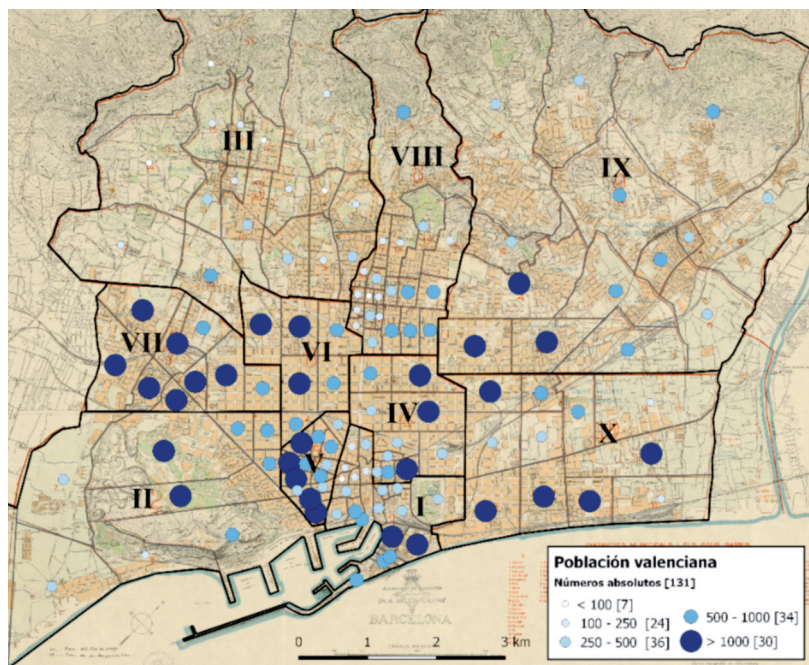 III
VIII
IX
VII
VI
IV
X
V
II
I
BARCELONA
0 1 2 3 km
Población valenciana
Números absolutos [131]
< 100 [7]
100 - 250 [24]
250 - 500 [36]
500 - 1000 [34]
> 1000 [30]